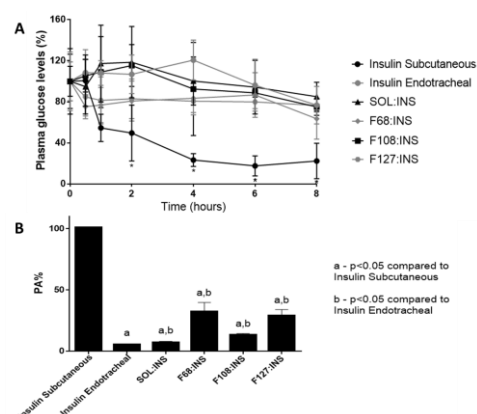 A
Plasma glucose levels (%)
160
120
80
40
0
0
2
4
6
8
*
*
*
*
Time (hours)
Insulin Subcutaneous
Insulin Endotracheal
SOL:INS
F68:INS
F108:INS
F127:INS
B
PA%
100
50
0
a
a,b
a,b
a,b
a,b
Insulin Subcutaneous
Insulin Endotracheal
SOL:INS
F68:INS
F108:INS
F127:INS
a - p<0.05 compared to
Insulin Subcutaneous
b - p<0.05 compared to
Insulin Endotracheal